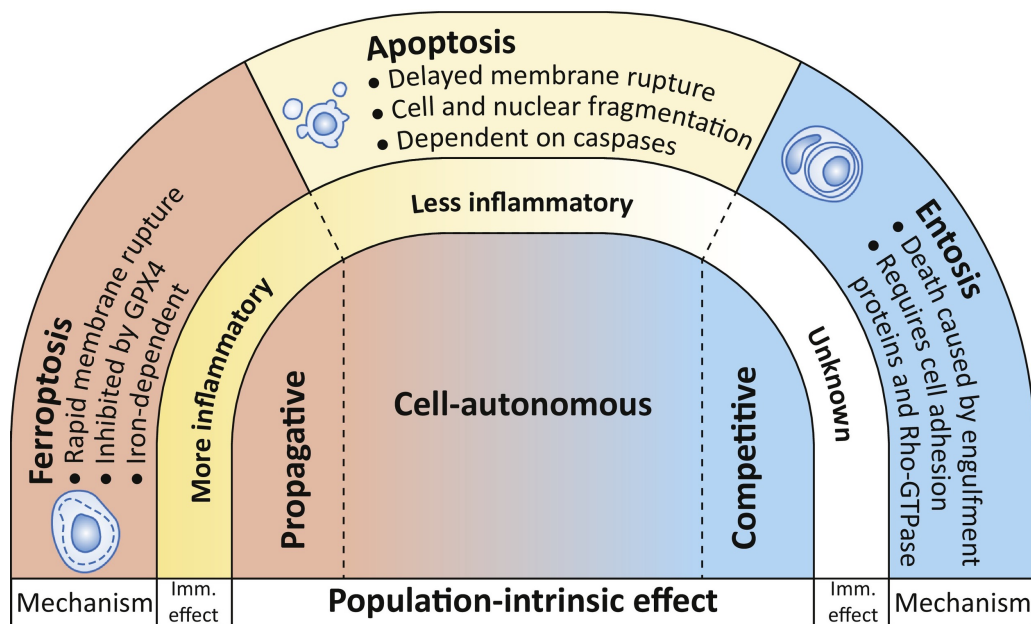 Apoptosis
• Delayed membrane rupture
• Cell and nuclear fragmentation
• Dependent on caspases
Ferroptosis
• Rapid membrane rupture
• Inhibited by GPX4
• Iron-dependent
Entosis
• Death caused by engulfment
• Requires cell adhesion
proteins and Rho-GTPase
More inflammatory
Less inflammatory
Unknown
Propagative
Cell-autonomous
Competitive
Mechanism
Imm.
effect
Population-intrinsic effect
Imm.
effect
Mechanism